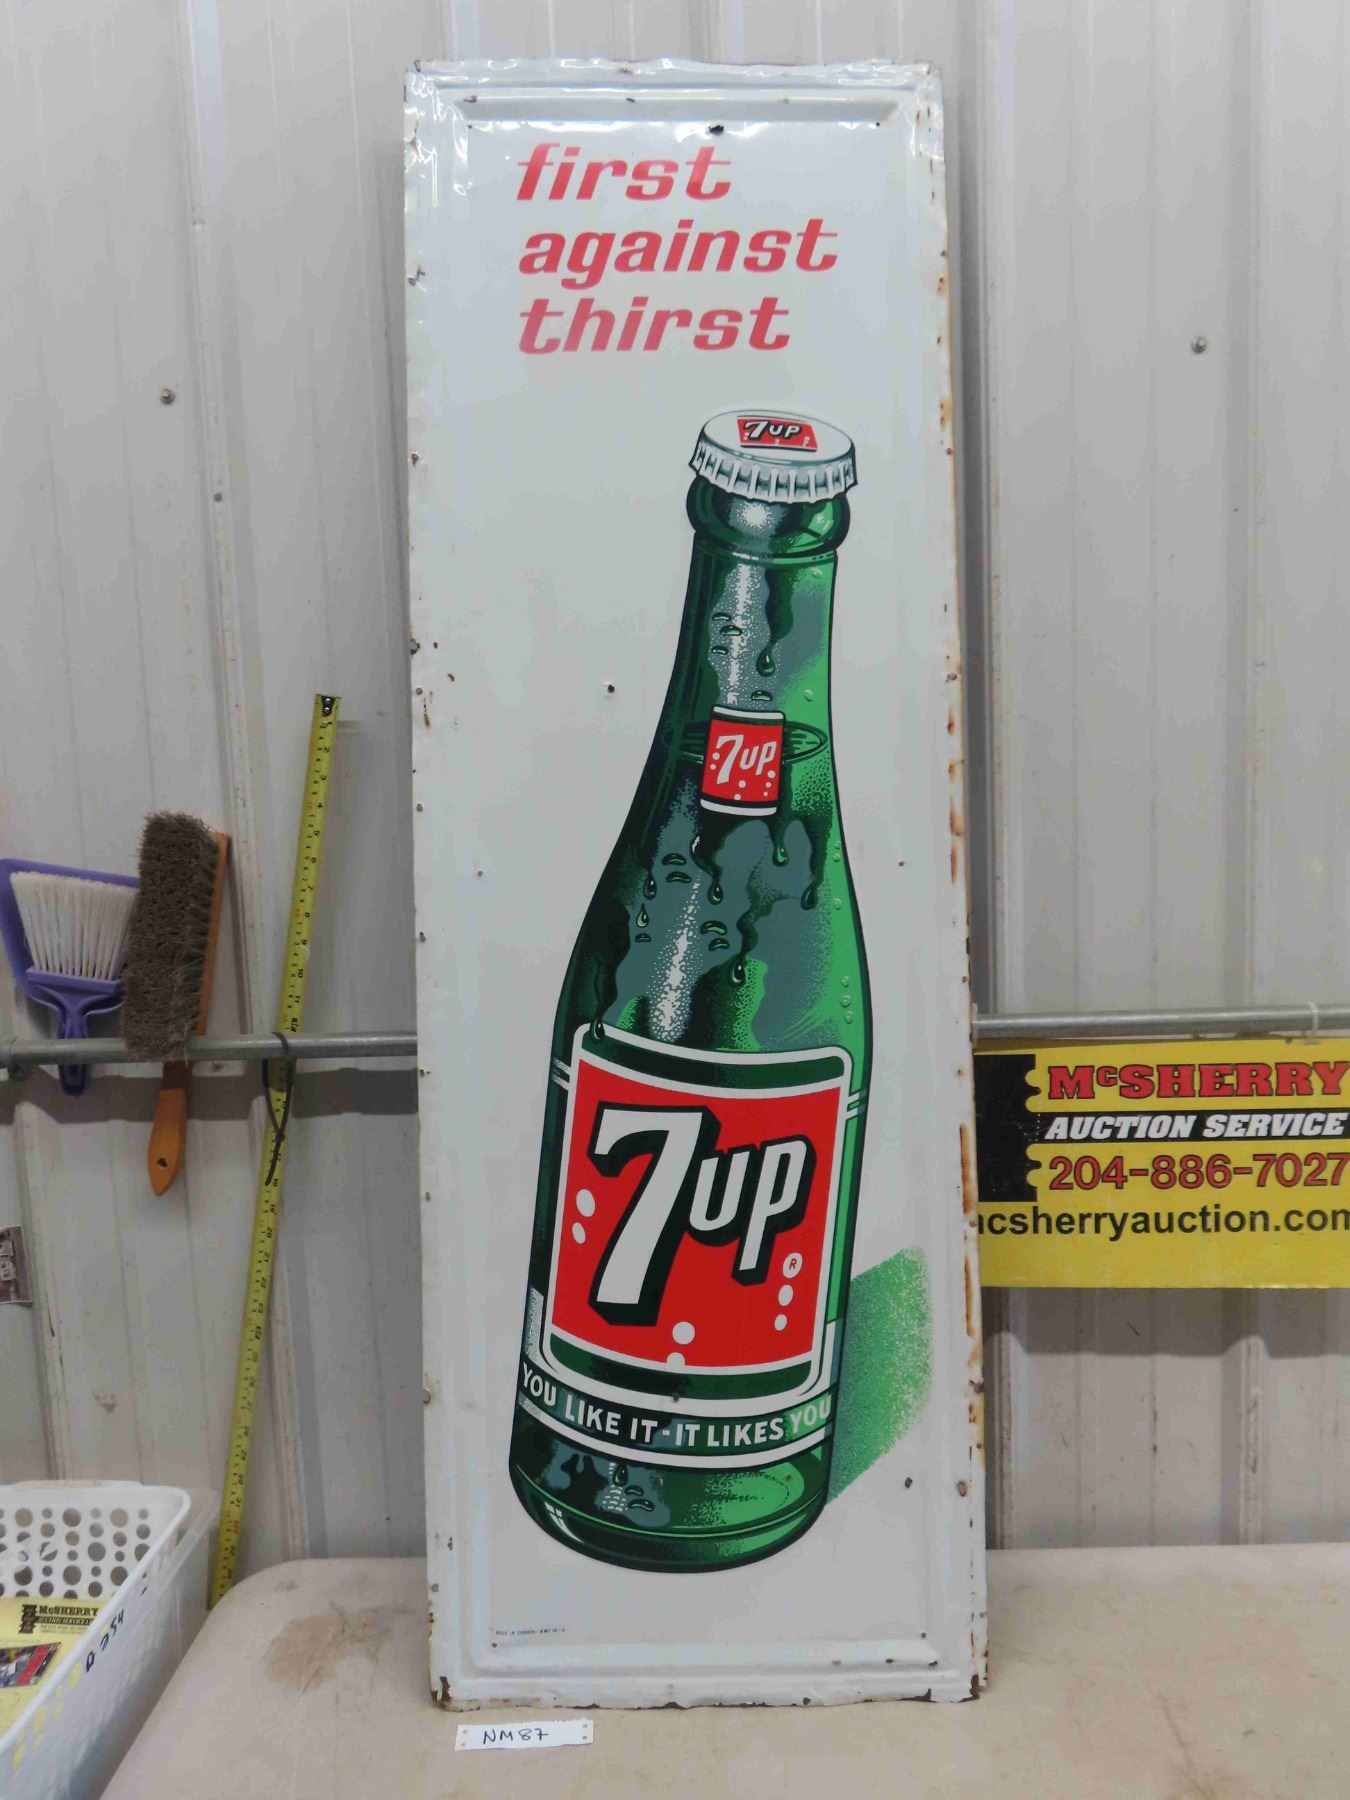 first
against
thirst
7UP
7UP
7UP
R
YOU LIKE IT-IT LIKES YOU
McSHERRY
AUCTION SERVICE
204-886-7027
csherryauction.com
McSHERRY
NM87